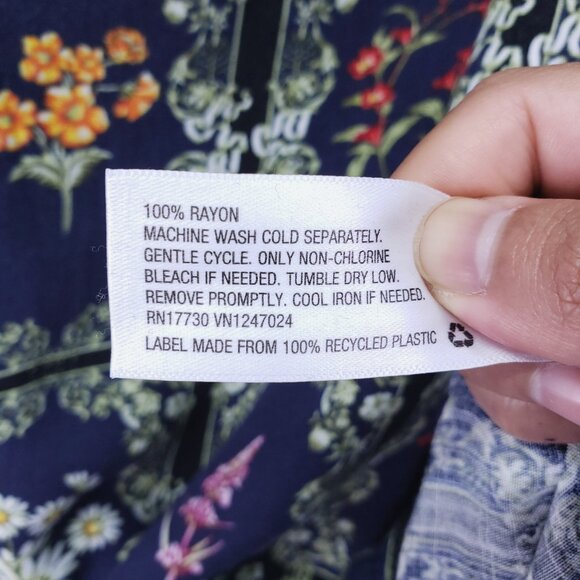 100% RAYON
MACHINE WASH COLD SEPARATELY.
GENTLE CYCLE. ONLY NON-CHLORINE
BLEACH IF NEEDED. TUMBLE DRY LOW.
REMOVE PROMPTLY. COOL IRON IF NEEDED.
RN17730 VN1247024
LABEL MADE FROM 100% RECYCLED PLASTIC